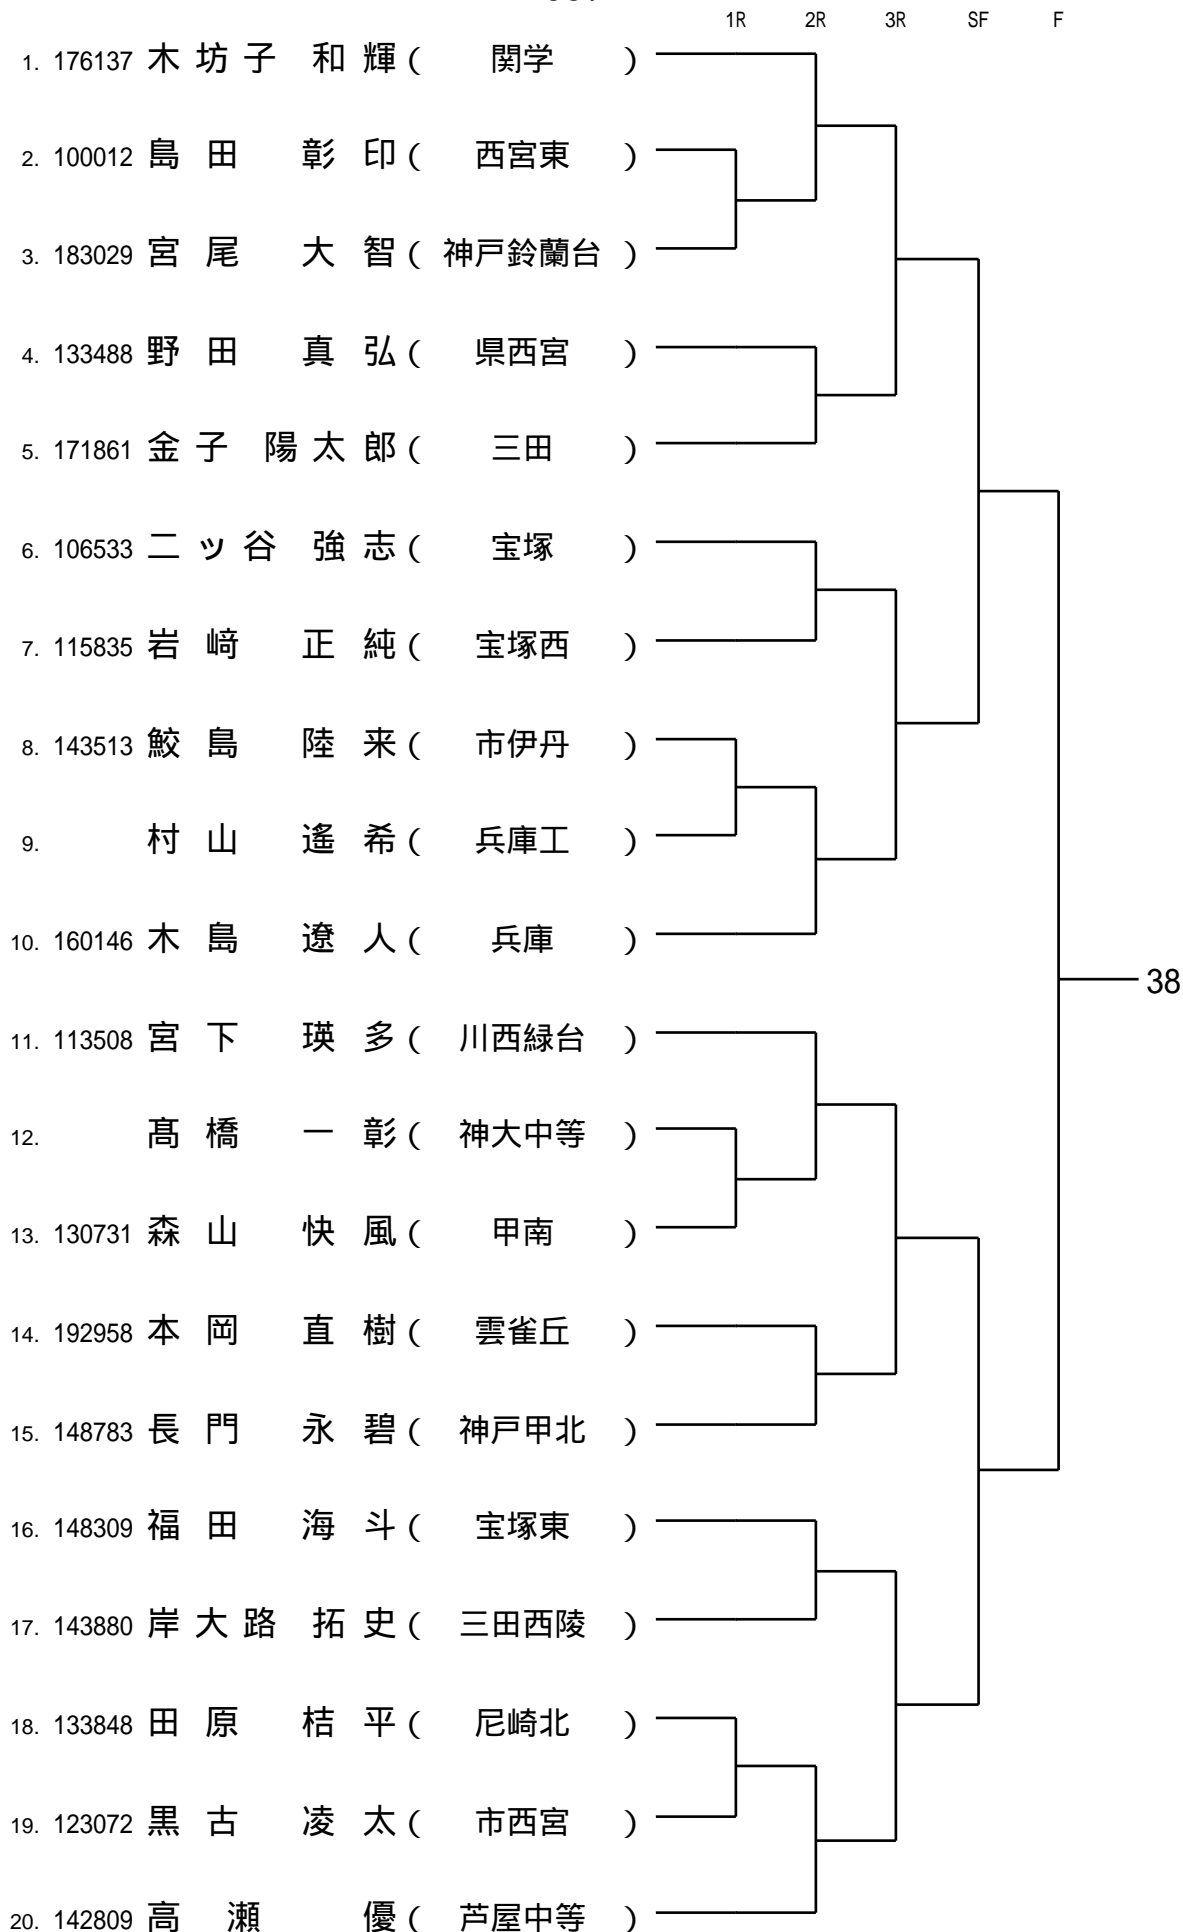 1R 2R 3R SF F
1. 176137 木坊子 和輝 ( 関学 )
2. 100012 島田 彰印 ( 西宮東 )
3. 183029 宮尾 大智 ( 神戸鈴蘭台 )
4. 133488 野田 真弘 ( 県西宮 )
5. 171861 金子 陽太郎 ( 三田 )
6. 106533 二ッ谷 強志 ( 宝塚 )
7. 115835 岩﨑 正純 ( 宝塚西 )
8. 143513 鮫島 陸来 ( 市伊丹 )
9. 村山 遙希 ( 兵庫工 )
10. 160146 木島 遼人 ( 兵庫 )
38
11. 113508 宮下 瑛多 ( 川西緑台 )
12. 髙橋 一彰 ( 神大中等 )
13. 130731 森山 快風 ( 甲南 )
14. 192958 本岡 直樹 ( 雲雀丘 )
15. 148783 長門 永碧 ( 神戸甲北 )
16. 148309 福田 海斗 ( 宝塚東 )
17. 143880 岸大路 拓史 ( 三田西陵 )
18. 133848 田原 桔平 ( 尼崎北 )
19. 123072 黒古 凌太 ( 市西宮 )
20. 142809 高瀬 優 ( 芦屋中等 )